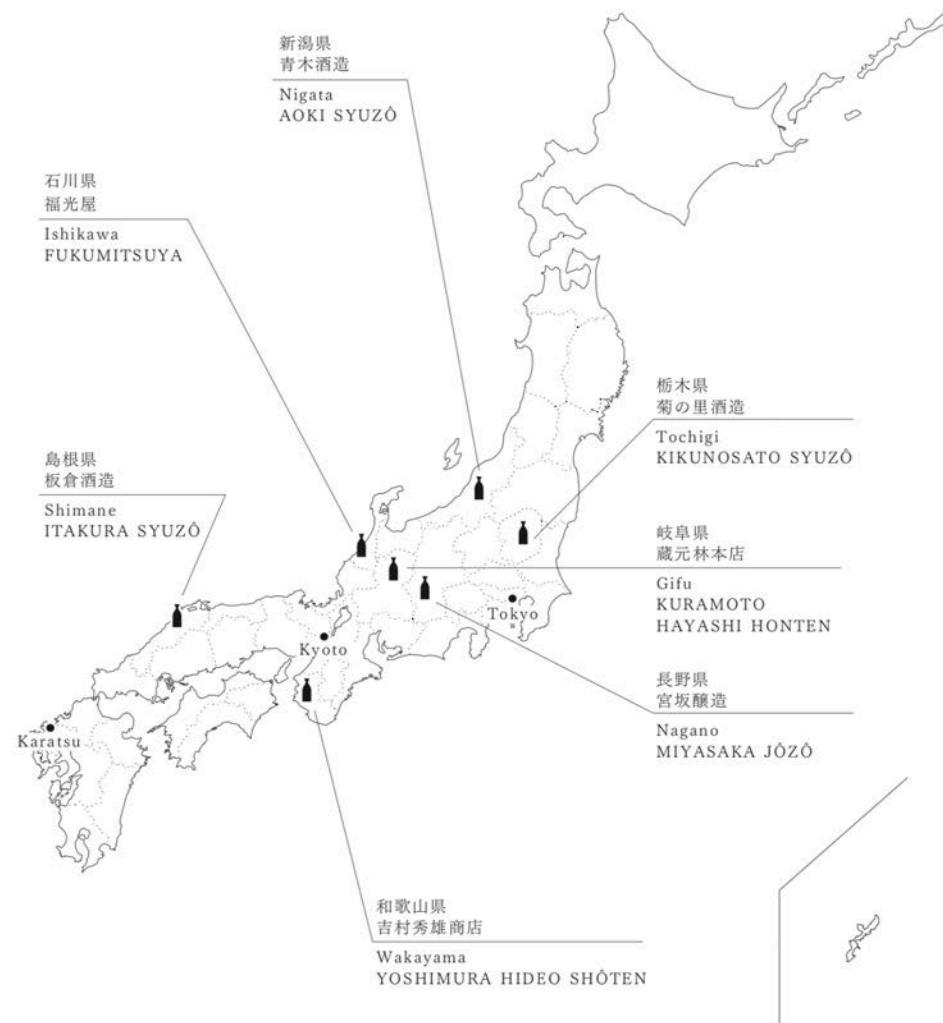 新潟県
青木酒造
Nigata
AOKI SYUZÔ
石川県
福光屋
Ishikawa
FUKUMITSUYA
栃木県
菊の里酒造
Tochigi
KIKUNOSATO SYUZÔ
島根県
板倉酒造
Shimane
ITAKURA SYUZÔ
岐阜県
蔵元林本店
Gifu
KURAMOTO
HAYASHI HONTEN
Tokyo
Kyoto
長野県
宮坂醸造
Nagano
MIYASAKA JÔZÔ
Karatsu
和歌山県
吉村秀雄商店
Wakayama
YOSHIMURA HIDEO SHÔTEN